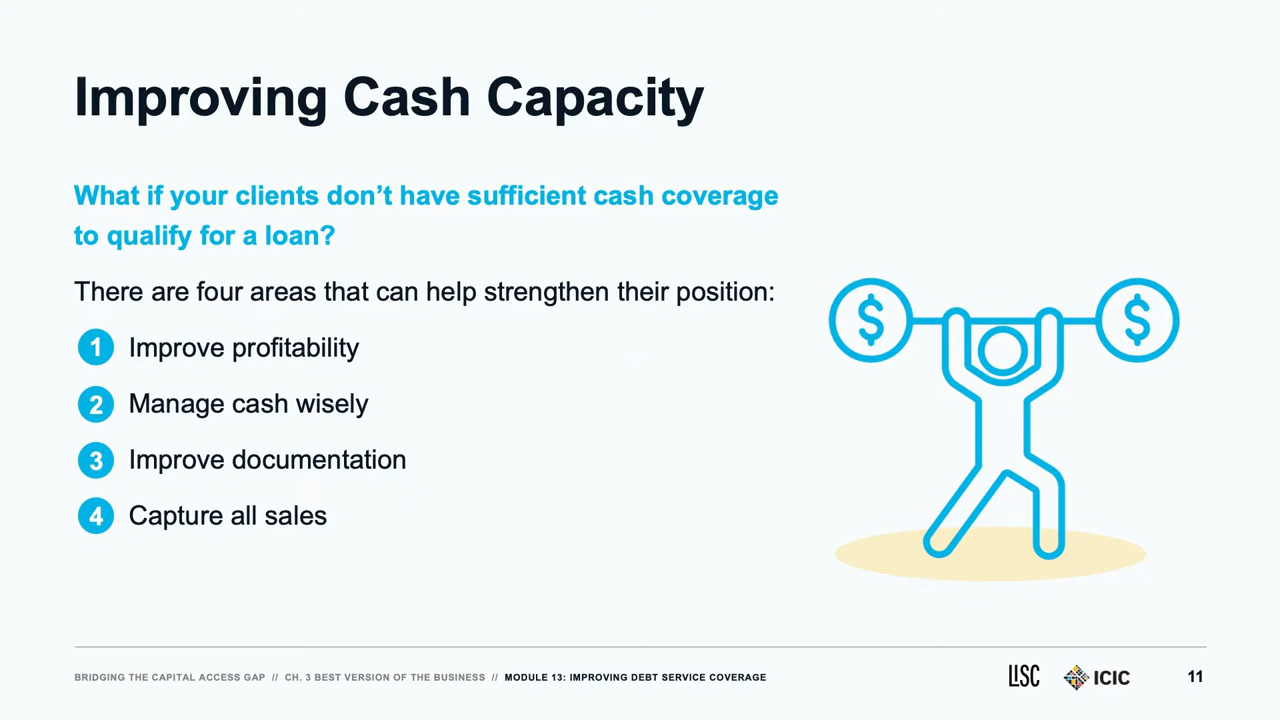 Improving Cash Capacity
What if your clients don’t have sufficient cash coverage
to qualify for a loan?
There are four areas that can help strengthen their position:
1 Improve profitability
2 Manage cash wisely
3 Improve documentation
4 Capture all sales
$ $
BRIDGING THE CAPITAL ACCESS GAP // CH. 3 BEST VERSION OF THE BUSINESS // MODULE 13: IMPROVING DEBT SERVICE COVERAGE
LISC ICIC 11